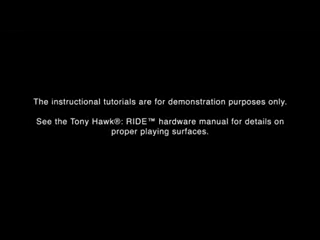 The instructional tutorials are for demonstration purposes only.
See the Tony Hawk®: RIDE™ hardware manual for details on
proper playing surfaces.